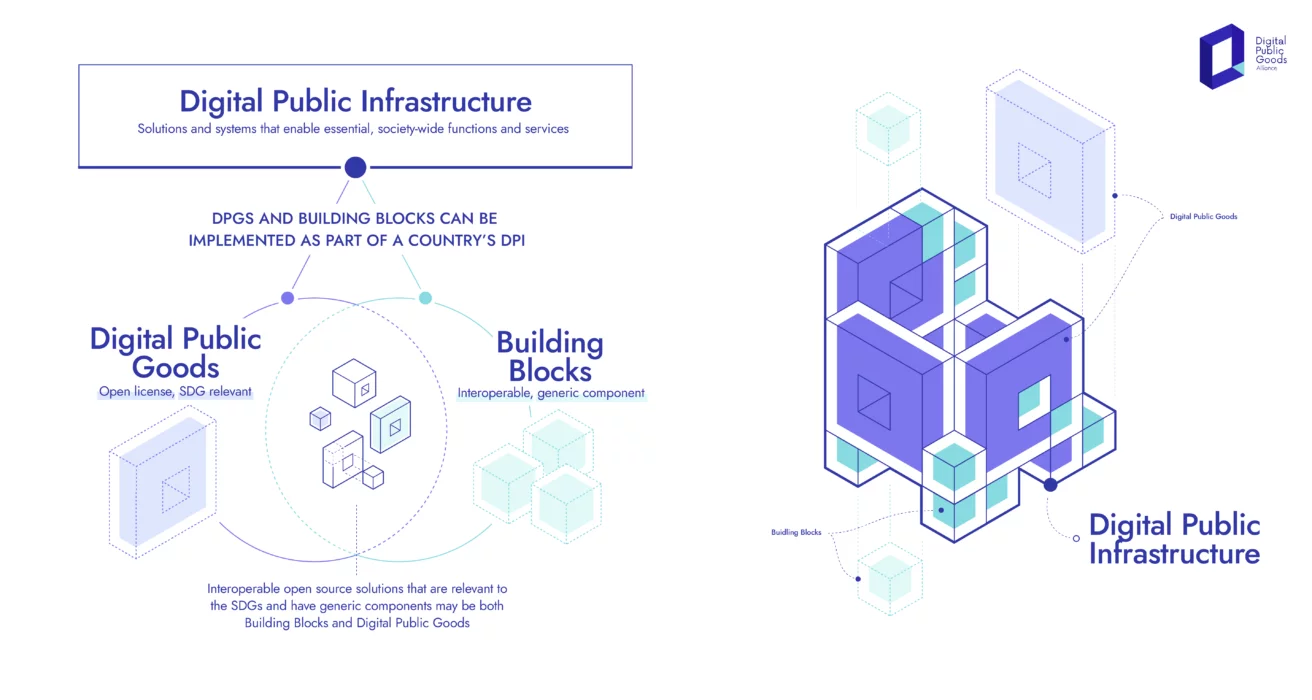 Digital Public Infrastructure
Solutions and systems that enable essential, society-wide functions and services
DPGS AND BUILDING BLOCKS CAN BE
IMPLEMENTED AS PART OF A COUNTRY'S DPI
Digital Public
Goods
Open license, SDG relevant
Building
Blocks
Interoperable, generic component
Interoperable open source solutions that are relevant to
the SDGs and have generic components may be both
Building Blocks and Digital Public Goods
Digital
Public
Goods
Alliance
Digital Public Goods
Buidling Blocks
Digital Public
Infrastructure